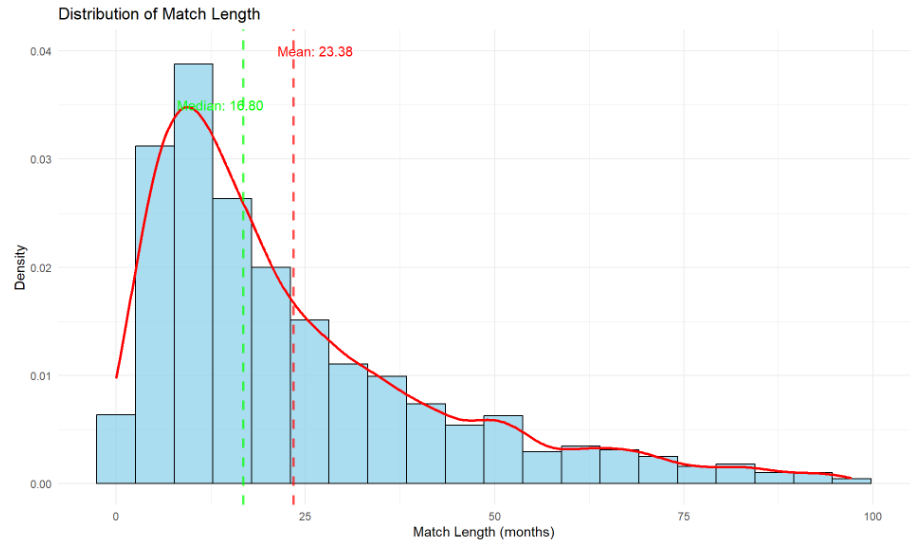 Distribution of Match Length
Mean: 23.38
Median: 16.80
0.04
0.03
0.02
0.01
0.00
Density
0
25
50
75
100
Match Length (months)